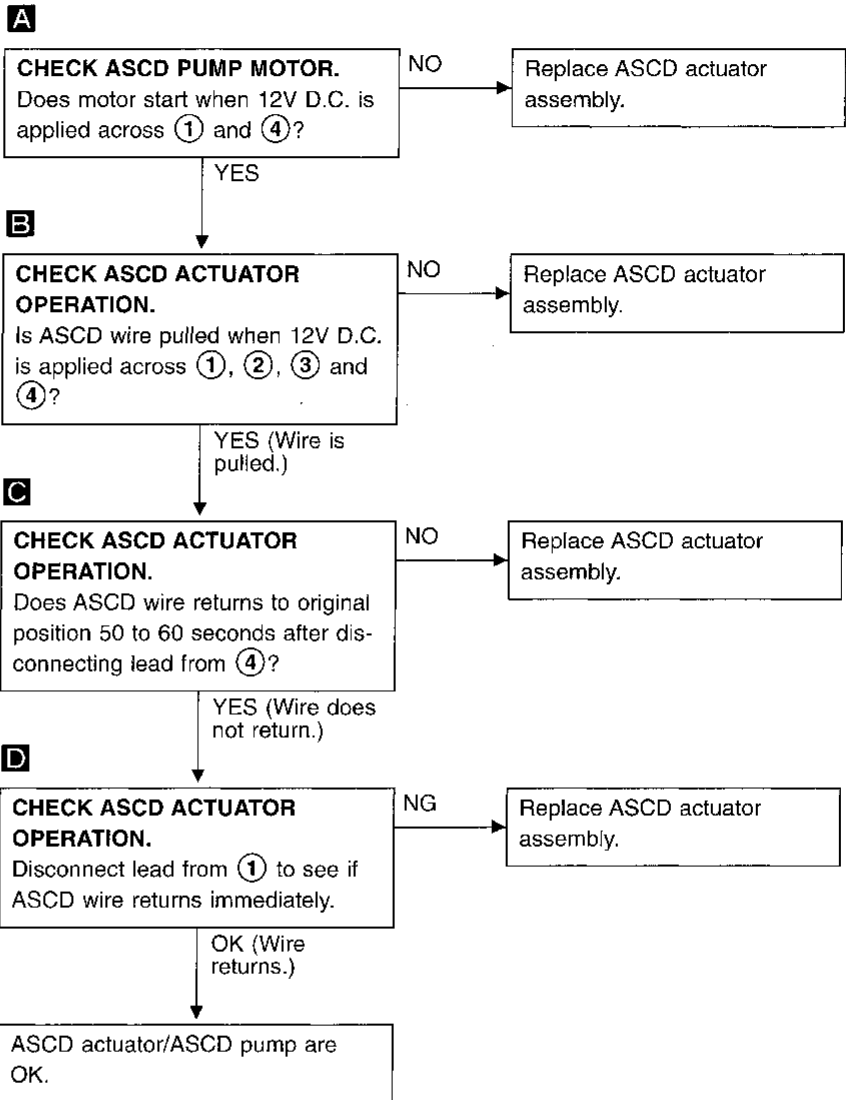 A
CHECK ASCD PUMP MOTOR.
Does motor start when 12V D.C. is
applied across ① and ④?
NO
Replace ASCD actuator
assembly.
YES
B
CHECK ASCD ACTUATOR
OPERATION.
Is ASCD wire pulled when 12V D.C.
is applied across ①, ②, ③ and
④?
NO
Replace ASCD actuator
assembly.
YES (Wire is
pulled.)
C
CHECK ASCD ACTUATOR
OPERATION.
Does ASCD wire returns to original
position 50 to 60 seconds after dis-
connecting lead from ④?
NO
Replace ASCD actuator
assembly.
YES (Wire does
not return.)
D
CHECK ASCD ACTUATOR
OPERATION.
Disconnect lead from ① to see if
ASCD wire returns immediately.
NG
Replace ASCD actuator
assembly.
OK (Wire
returns.)
ASCD actuator/ASCD pump are
OK.